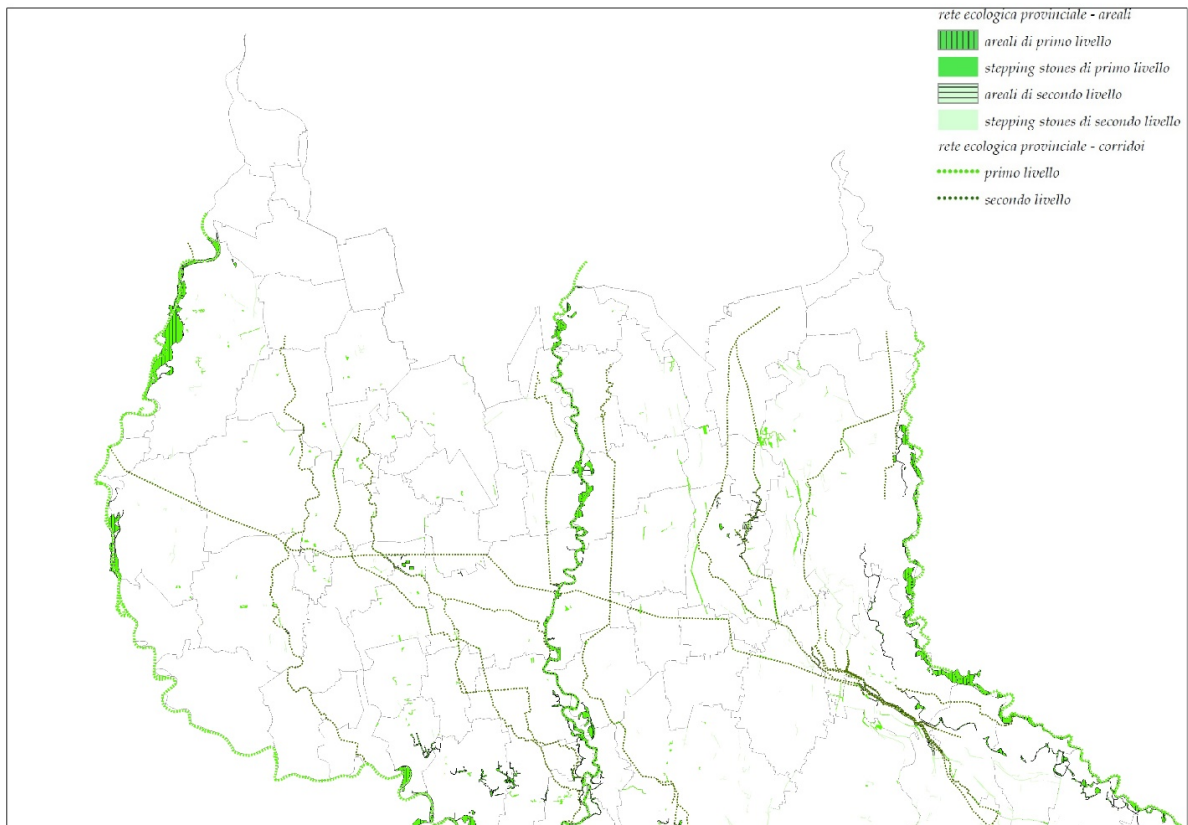 rete ecologica provinciale - areali
areali di primo livello
stepping stones di primo livello
areali di secondo livello
stepping stones di secondo livello
rete ecologica provinciale - corridoi
primo livello
secondo livello